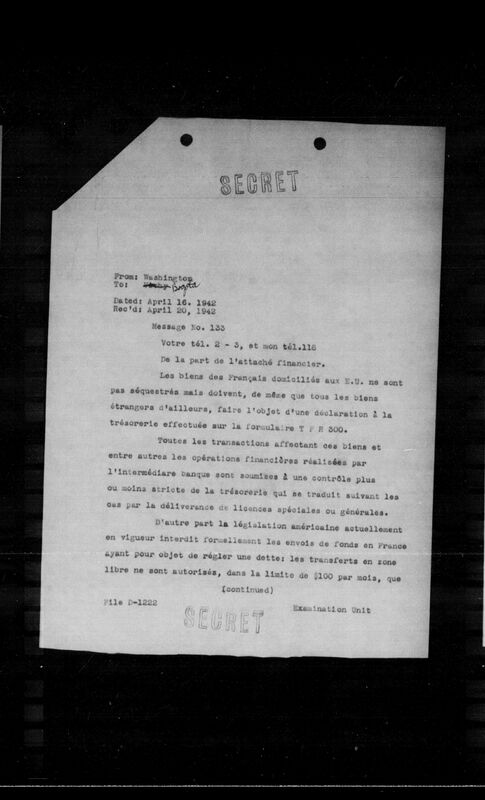 SECRET
From: Washington
To: Bogota
Dated: April 16. 1942
Rec'd: April 20, 1942
Message No. 133
Votre tél. 2 - 3, et mon tél.118
De la part de l'attaché financier.
Les biens des Français domiciliés aux E.U. ne sont
pas séquestrés mais doivent, de même que tous les biens
étrangers d'ailleurs, faire l'objet d'une déclaration à la
trésorerie effectuée sur la formulaire T F R 300.
Toutes les transactions affectant ces biens et
entre autres les opérations financières réalisées par
l'intermédiare banque sont soumises à une contrôle plus
ou moins stricte de la trésorerie qui se traduit suivant les
cas par la déliverance de licences spéciales ou générales.
D'autre part la législation américaine actuellement
en vigueur interdit formellement les envois de fonds en France
ayant pour objet de régler une dette: les transferts en zone
libre ne sont autorisés, dans la limite de $100 par mois, que
(continued)
File D-1222
Examination Unit
SECRET